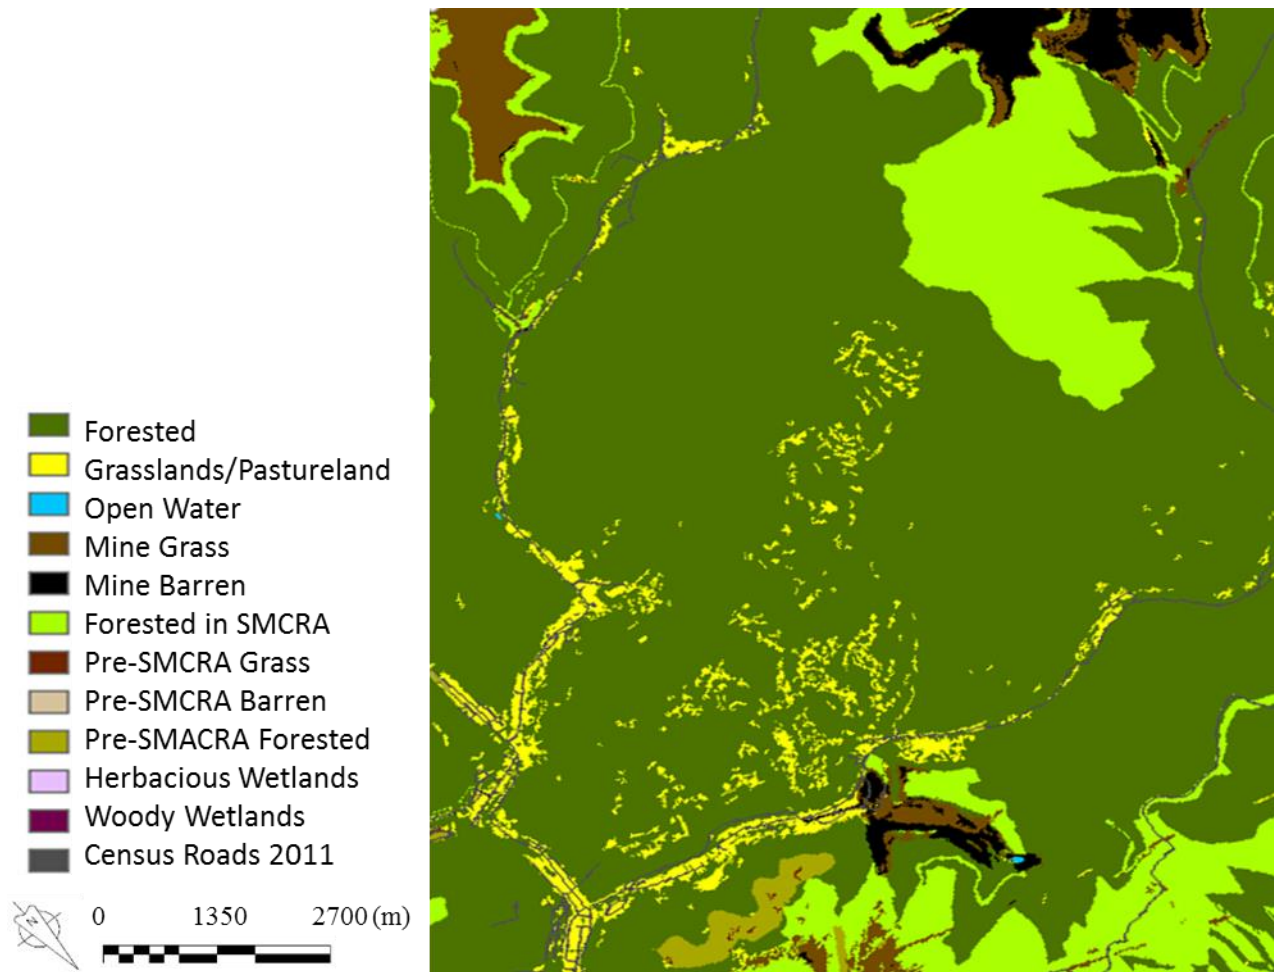 Forested
Grasslands/Pastureland
Open Water
Mine Grass
Mine Barren
Forested in SMCRA
Pre-SMCRA Grass
Pre-SMCRA Barren
Pre-SMACRA Forested
Herbacious Wetlands
Woody Wetlands
Census Roads 2011
N
0 1350 2700 (m)